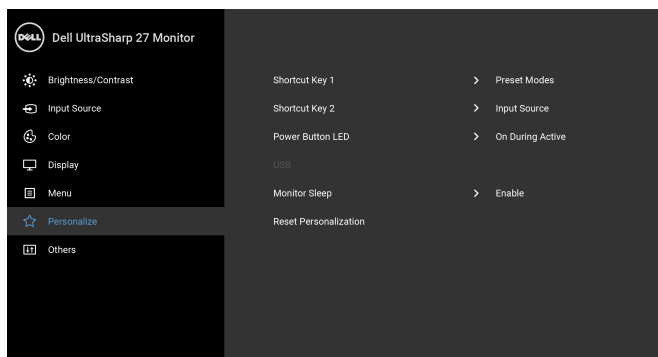 DELL Dell UltraSharp 27 Monitor
Brightness/Contrast Shortcut Key 1 Preset Modes
Input Source Shortcut Key 2 Input Source
Color Power Button LED On During Active
Display USB
Menu Monitor Sleep Enable
Personalize Reset Personalization
Others